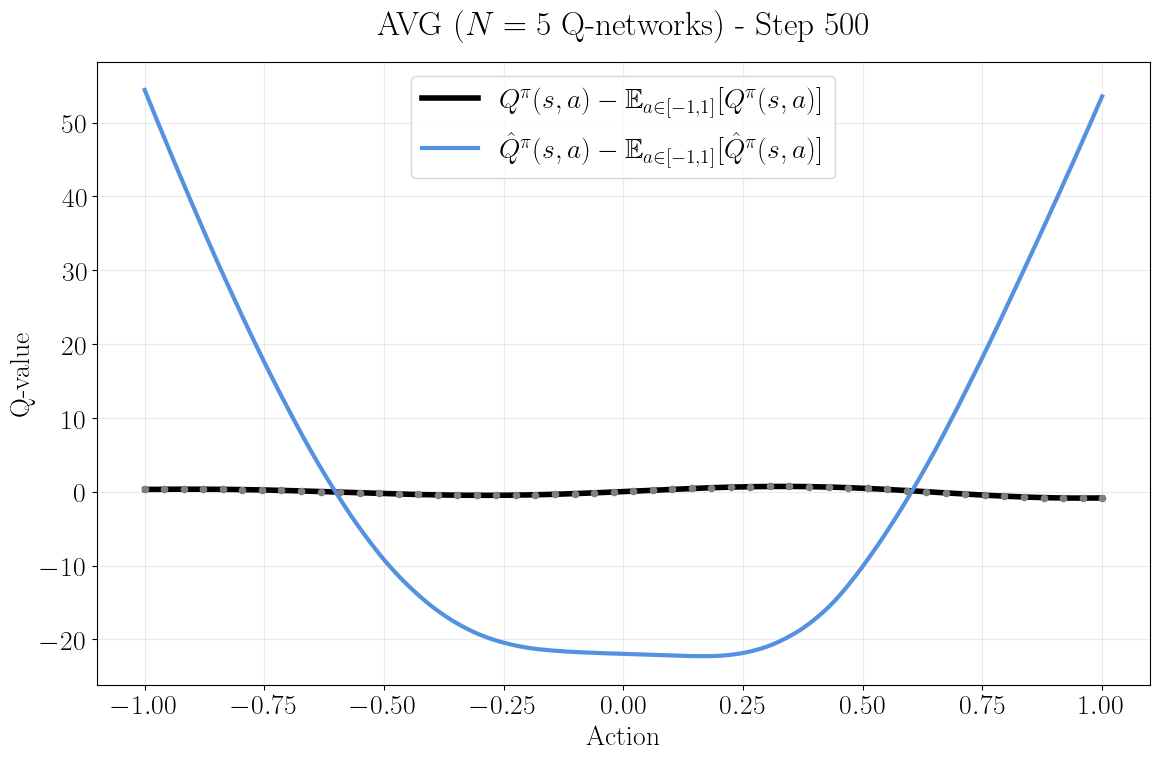 AVG (N = 5 Q-networks) - Step 500
Q^π(s, a) − 𝔼_{a∈[−1,1]}[Q^π(s, a)]
Q̂^π(s, a) − 𝔼_{a∈[−1,1]}[Q̂^π(s, a)]
Q-value
50
40
30
20
10
0
−10
−20
−1.00 −0.75 −0.50 −0.25 0.00 0.25 0.50 0.75 1.00
Action